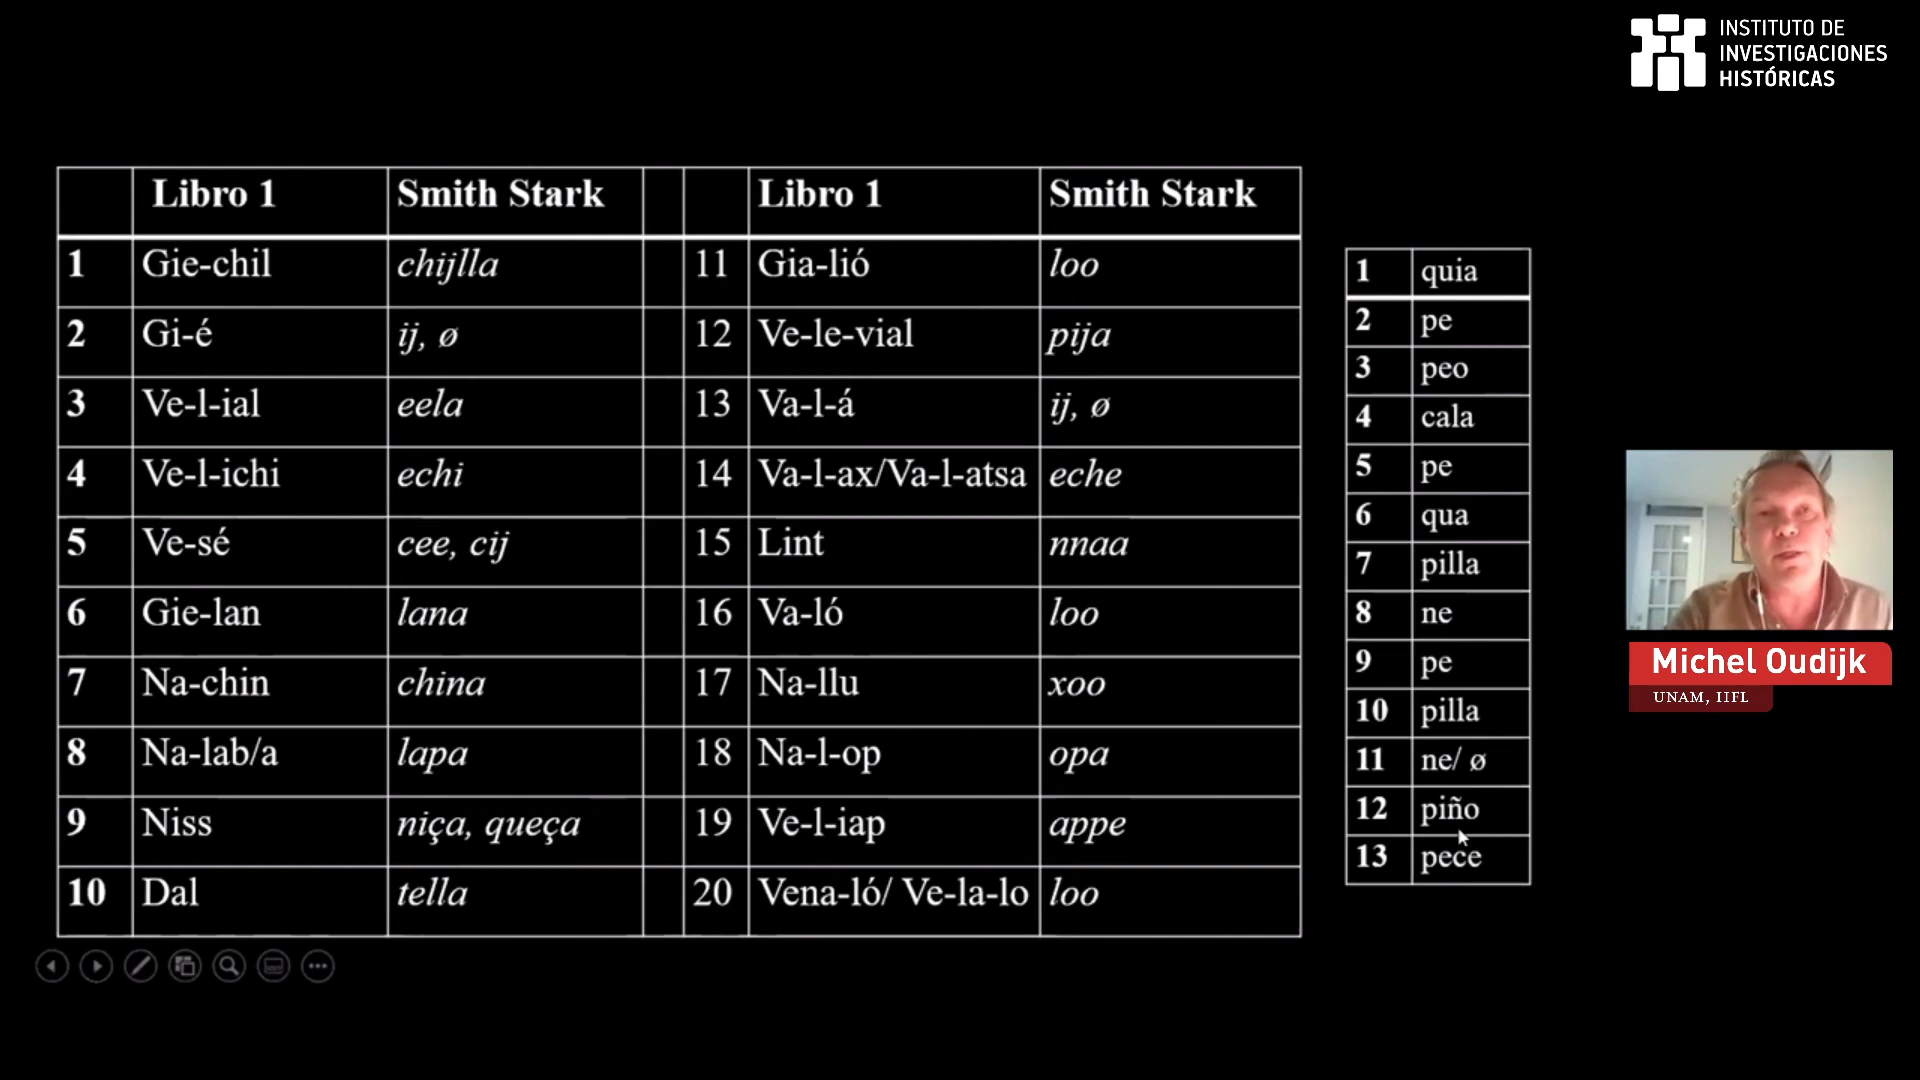 INSTITUTO DE
INVESTIGACIONES
HISTÓRICAS
Libro 1 Smith Stark Libro 1 Smith Stark
1 Gie-chil chijlla 11 Gia-lió loo
2 Gi-é ij, ø 12 Ve-le-vial pija
3 Ve-l-ial eela 13 Va-l-á ij, ø
4 Ve-l-ichi echi 14 Va-l-ax/Va-l-atsa eche
5 Ve-sé cee, cij 15 Lint nnaa
6 Gie-lan lana 16 Va-ló loo
7 Na-chin china 17 Na-llu xoo
8 Na-lab/a lapa 18 Na-l-op opa
9 Niss niça, queça 19 Ve-l-iap appe
10 Dal tella 20 Vena-ló/ Ve-la-lo loo
1 quia
2 pe
3 peo
4 cala
5 pe
6 qua
7 pilla
8 ne
9 pe
10 pilla
11 ne/ ø
12 piño
13 pece
Michel Oudijk
UNAM, IIFL